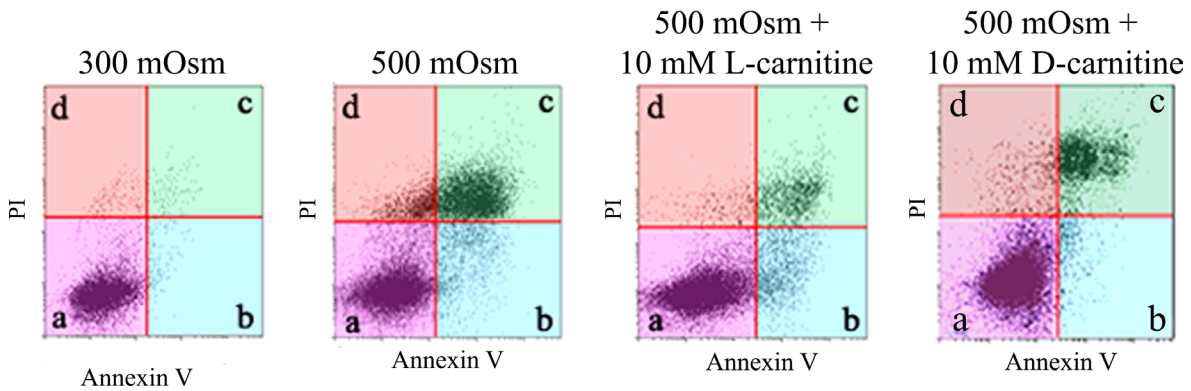 300 mOsm
500 mOsm
500 mOsm +
10 mM L-carnitine
500 mOsm +
10 mM D-carnitine
d
c
a
b
PI
Annexin V
d
c
a
b
PI
Annexin V
d
c
a
b
PI
Annexin V
d
c
a
b
PI
Annexin V